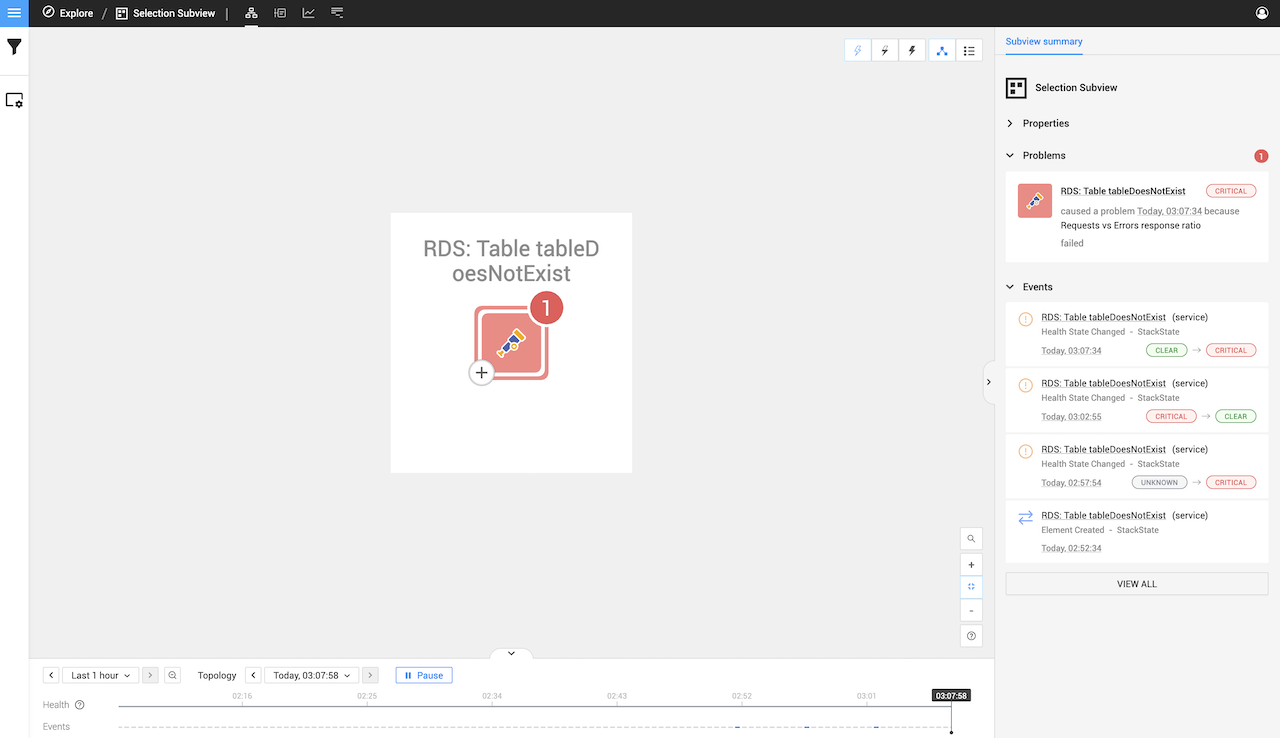 Explore / Selection Subview |
Subview summary
Selection Subview
Properties
Problems 1
RDS: Table tableDoesNotExist CRITICAL
caused a problem Today, 03:07:34 because
Requests vs Errors response ratio
failed
RDS: Table tableD
oesNotExist
1
+
Events
RDS: Table tableDoesNotExist (service)
Health State Changed - StackState
Today, 03:07:34 CLEAR → CRITICAL
RDS: Table tableDoesNotExist (service)
Health State Changed - StackState
Today, 03:02:55 CRITICAL → CLEAR
RDS: Table tableDoesNotExist (service)
Health State Changed - StackState
Today, 02:57:54 UNKNOWN → CRITICAL
RDS: Table tableDoesNotExist (service)
Element Created - StackState
Today, 02:52:34
VIEW ALL
+
-
Last 1 hour Topology Today, 03:07:58 Pause
02:16 02:25 02:34 02:43 02:52 03:01 03:07:58
Health
Events